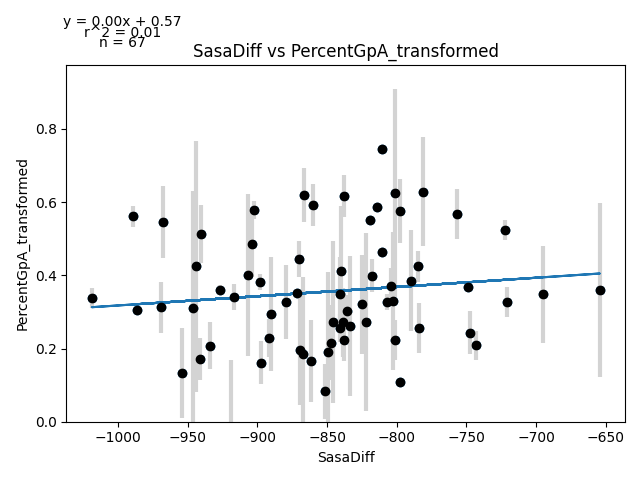 y = 0.00x + 0.57
r^2 = 0.01
n = 67
SasaDiff vs PercentGpA_transformed
PercentGpA_transformed
0.8
0.6
0.4
0.2
0.0
−1000 −950 −900 −850 −800 −750 −700 −650
SasaDiff